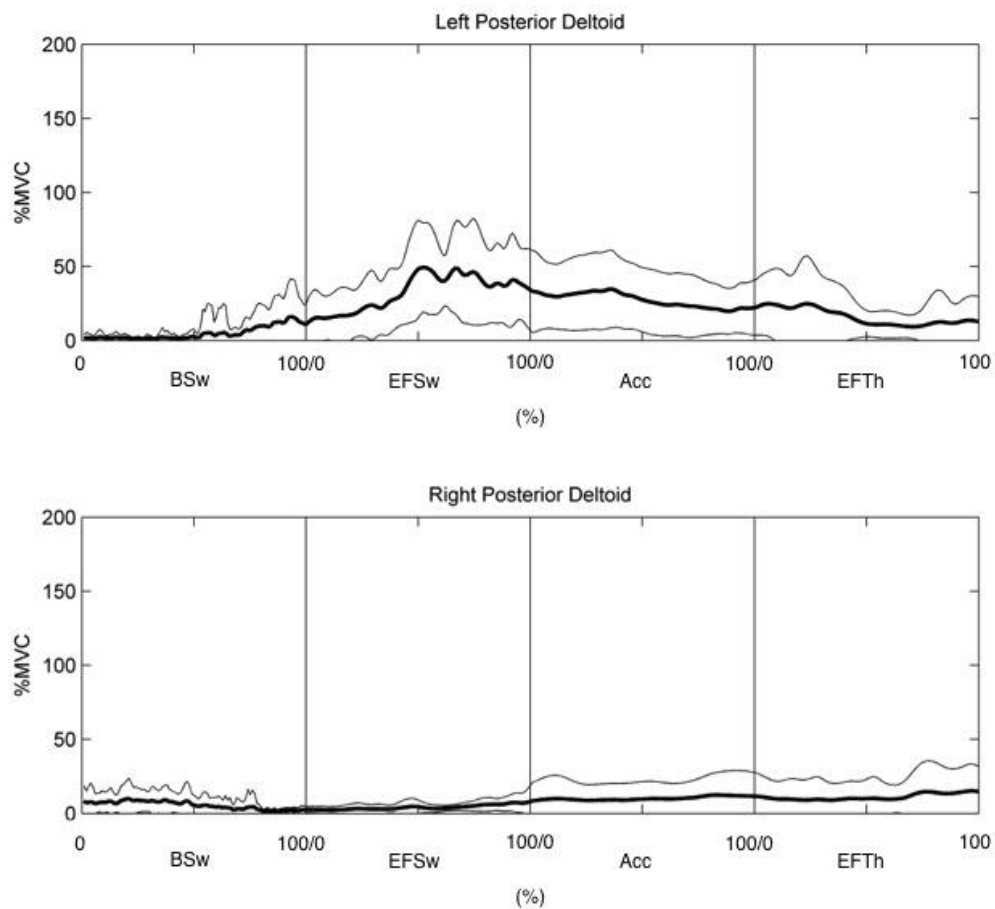 Left Posterior Deltoid
200
150
100
50
0
%MVC
0 100/0 100/0 100/0 100
BSw EFSw Acc EFTh
(%)
Right Posterior Deltoid
200
150
100
50
0
%MVC
0 100/0 100/0 100/0 100
BSw EFSw Acc EFTh
(%)